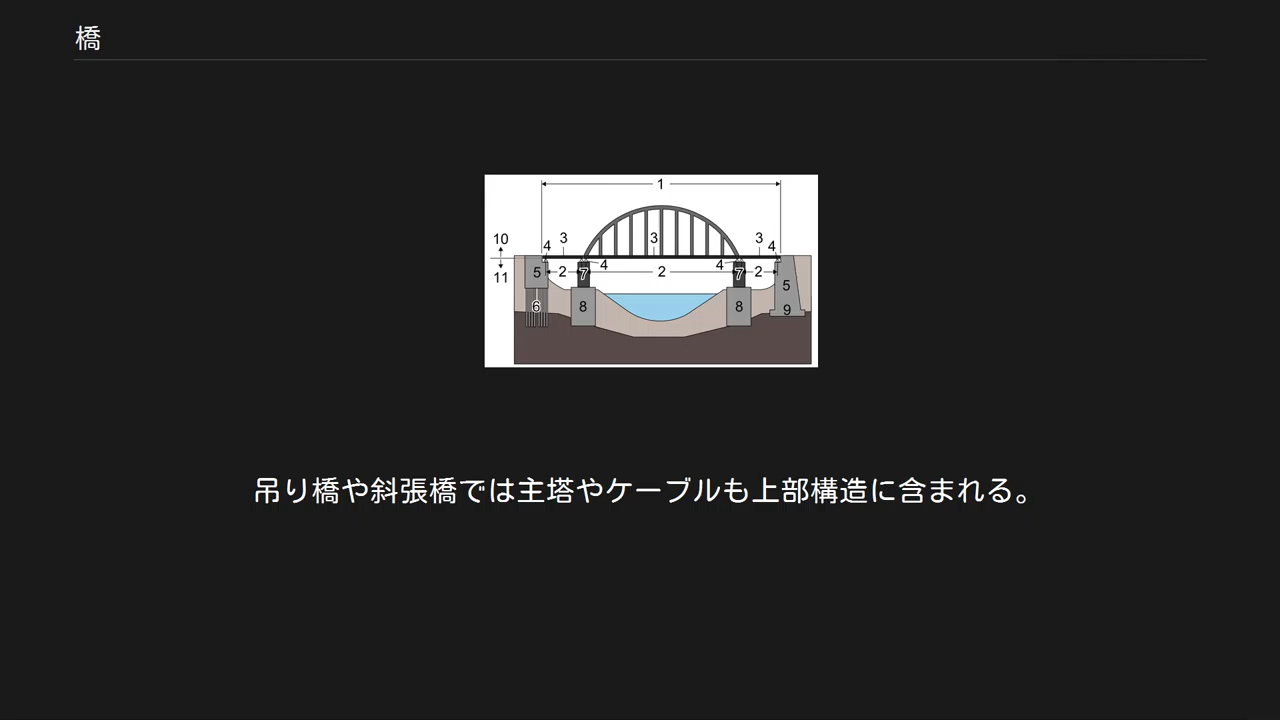 橋
1
10
4 3 3 3 4
4 4
11
5 2 7 2 7 2
5
6 8 8
9
吊り橋や斜張橋では主塔やケーブルも上部構造に含まれる。